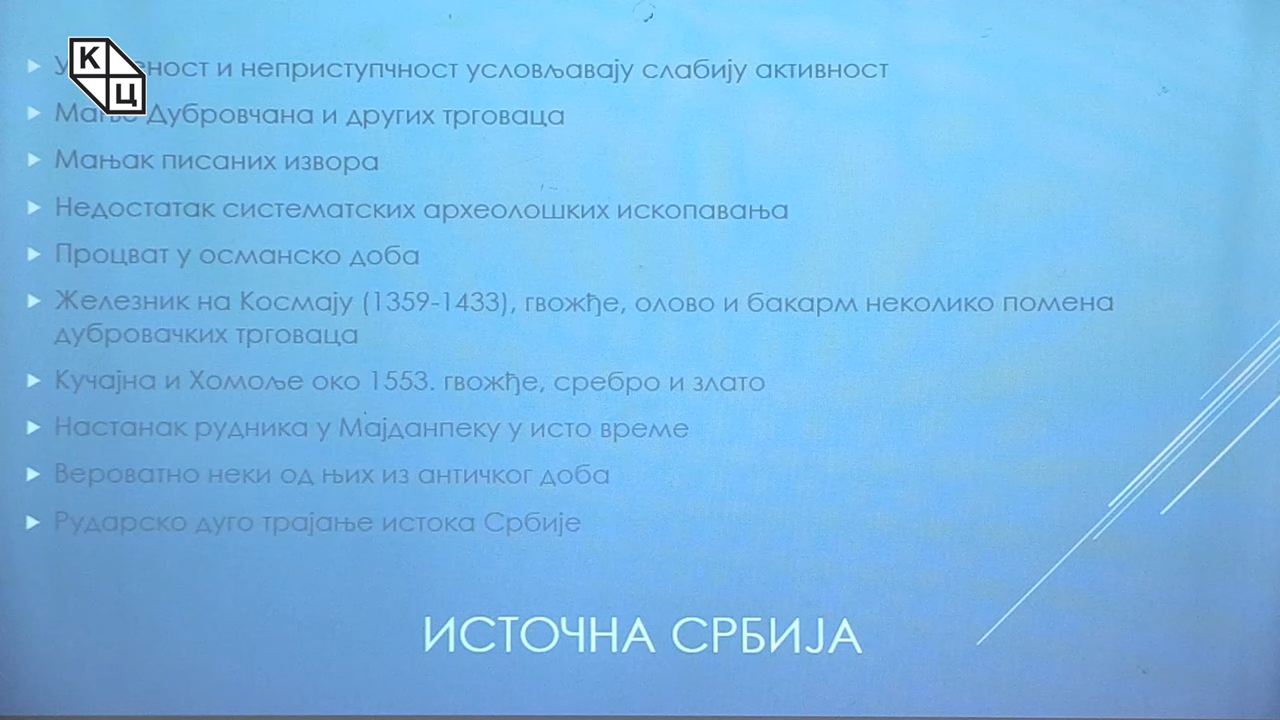 К
Ц
и неприступчност условљавају слабију активност
Дубровчана и других трговаца
Мањак писаних извора
Недостатак систематских археолошких ископавања
Процват у османско доба
Железник на Космају (1359-1433), гвожђе, олово и бакарм неколико помена
дубровачких трговаца
Кучајна и Хомоље око 1553. гвожђе, сребро и злато
Настанак рудника у Мајданпеку у исто време
Вероватно неки од њих из античког доба
Рударско дуго трајање истока Србије
ИСТОЧНА СРБИЈА